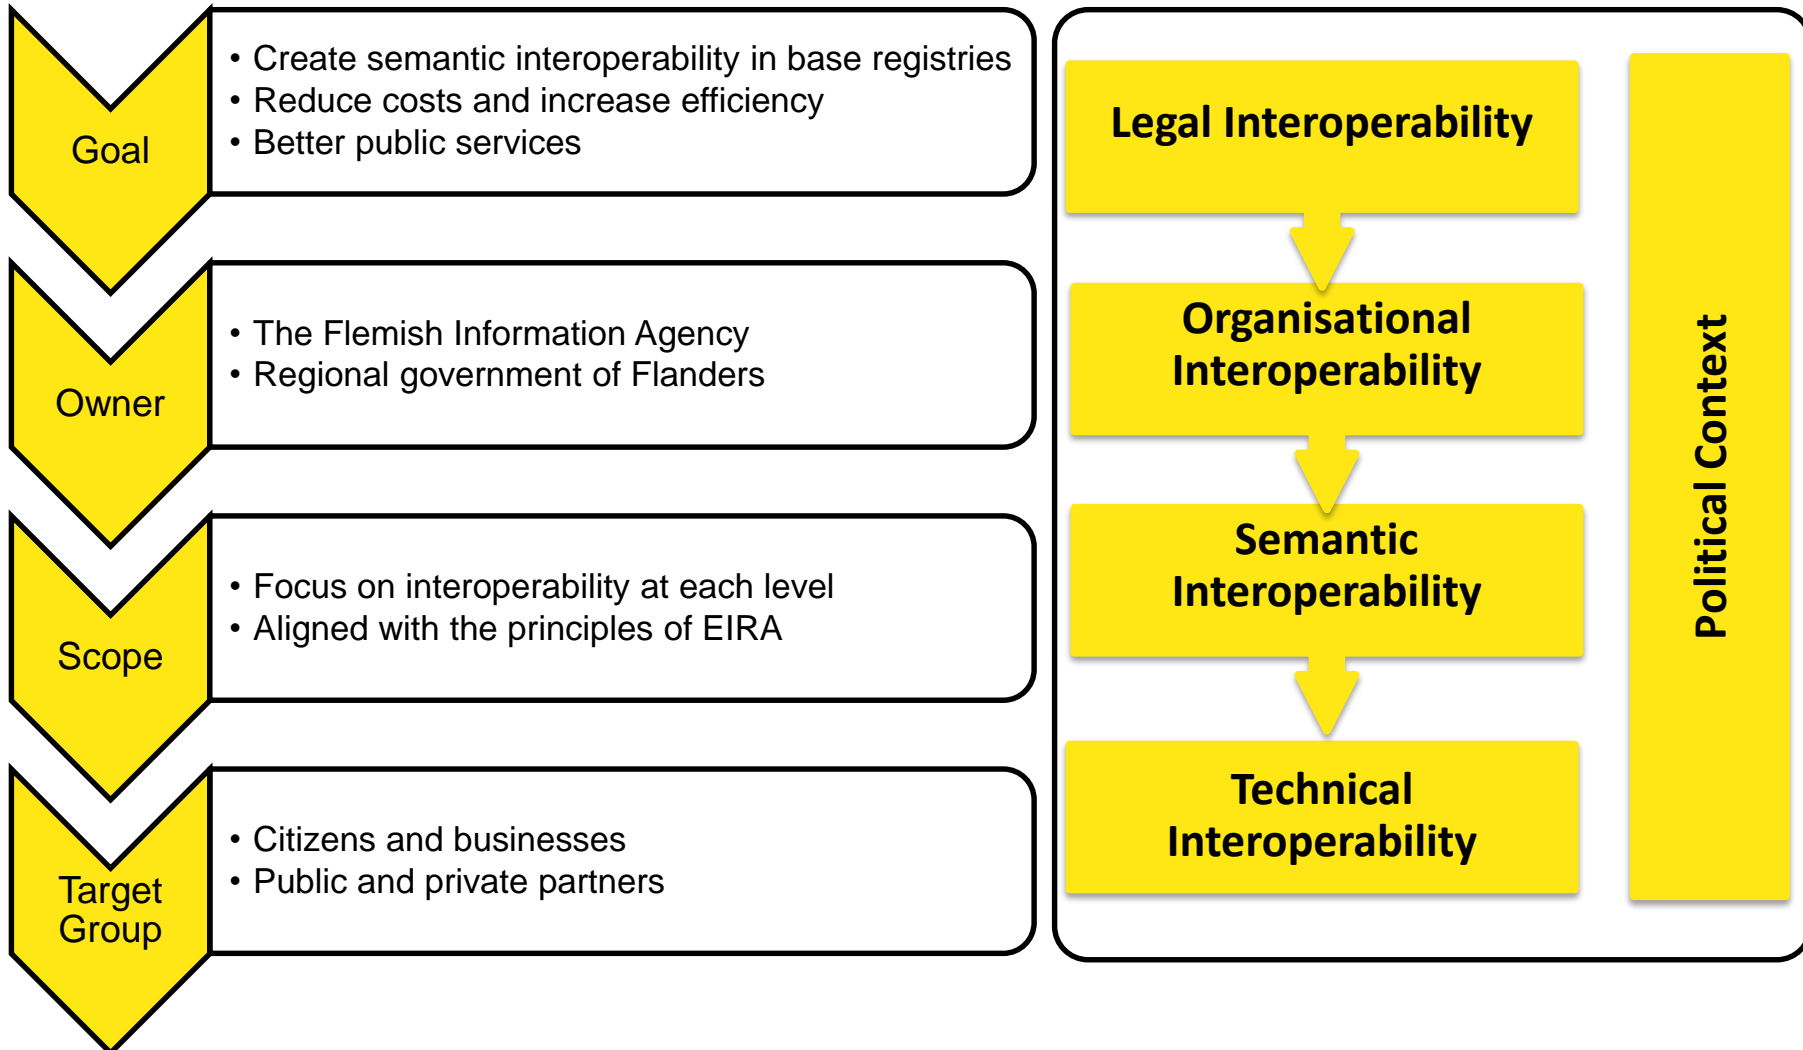 Goal
• Create semantic interoperability in base registries
• Reduce costs and increase efficiency
• Better public services
Owner
• The Flemish Information Agency
• Regional government of Flanders
Scope
• Focus on interoperability at each level
• Aligned with the principles of EIRA
Target
Group
• Citizens and businesses
• Public and private partners
Legal Interoperability
Organisational
Interoperability
Semantic
Interoperability
Technical
Interoperability
Political Context